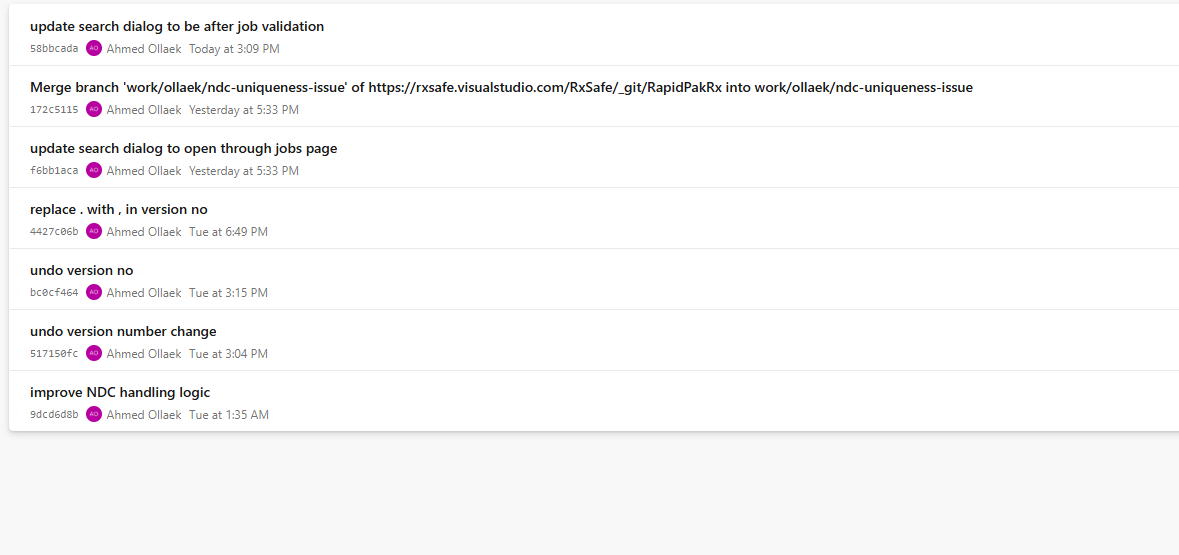 update search dialog to be after job validation
58bbcada AO Ahmed Ollaek Today at 3:09 PM
Merge branch 'work/ollaek/ndc-uniqueness-issue' of https://rxsafe.visualstudio.com/RxSafe/_git/RapidPakRx into work/ollaek/ndc-uniqueness-issue
172c5115 AO Ahmed Ollaek Yesterday at 5:33 PM
update search dialog to open through jobs page
f6bb1aca AO Ahmed Ollaek Yesterday at 5:33 PM
replace . with , in version no
4427c06b AO Ahmed Ollaek Tue at 6:49 PM
undo version no
bc0cf464 AO Ahmed Ollaek Tue at 3:15 PM
undo version number change
517150fc AO Ahmed Ollaek Tue at 3:04 PM
improve NDC handling logic
9dcd6d8b AO Ahmed Ollaek Tue at 1:35 AM